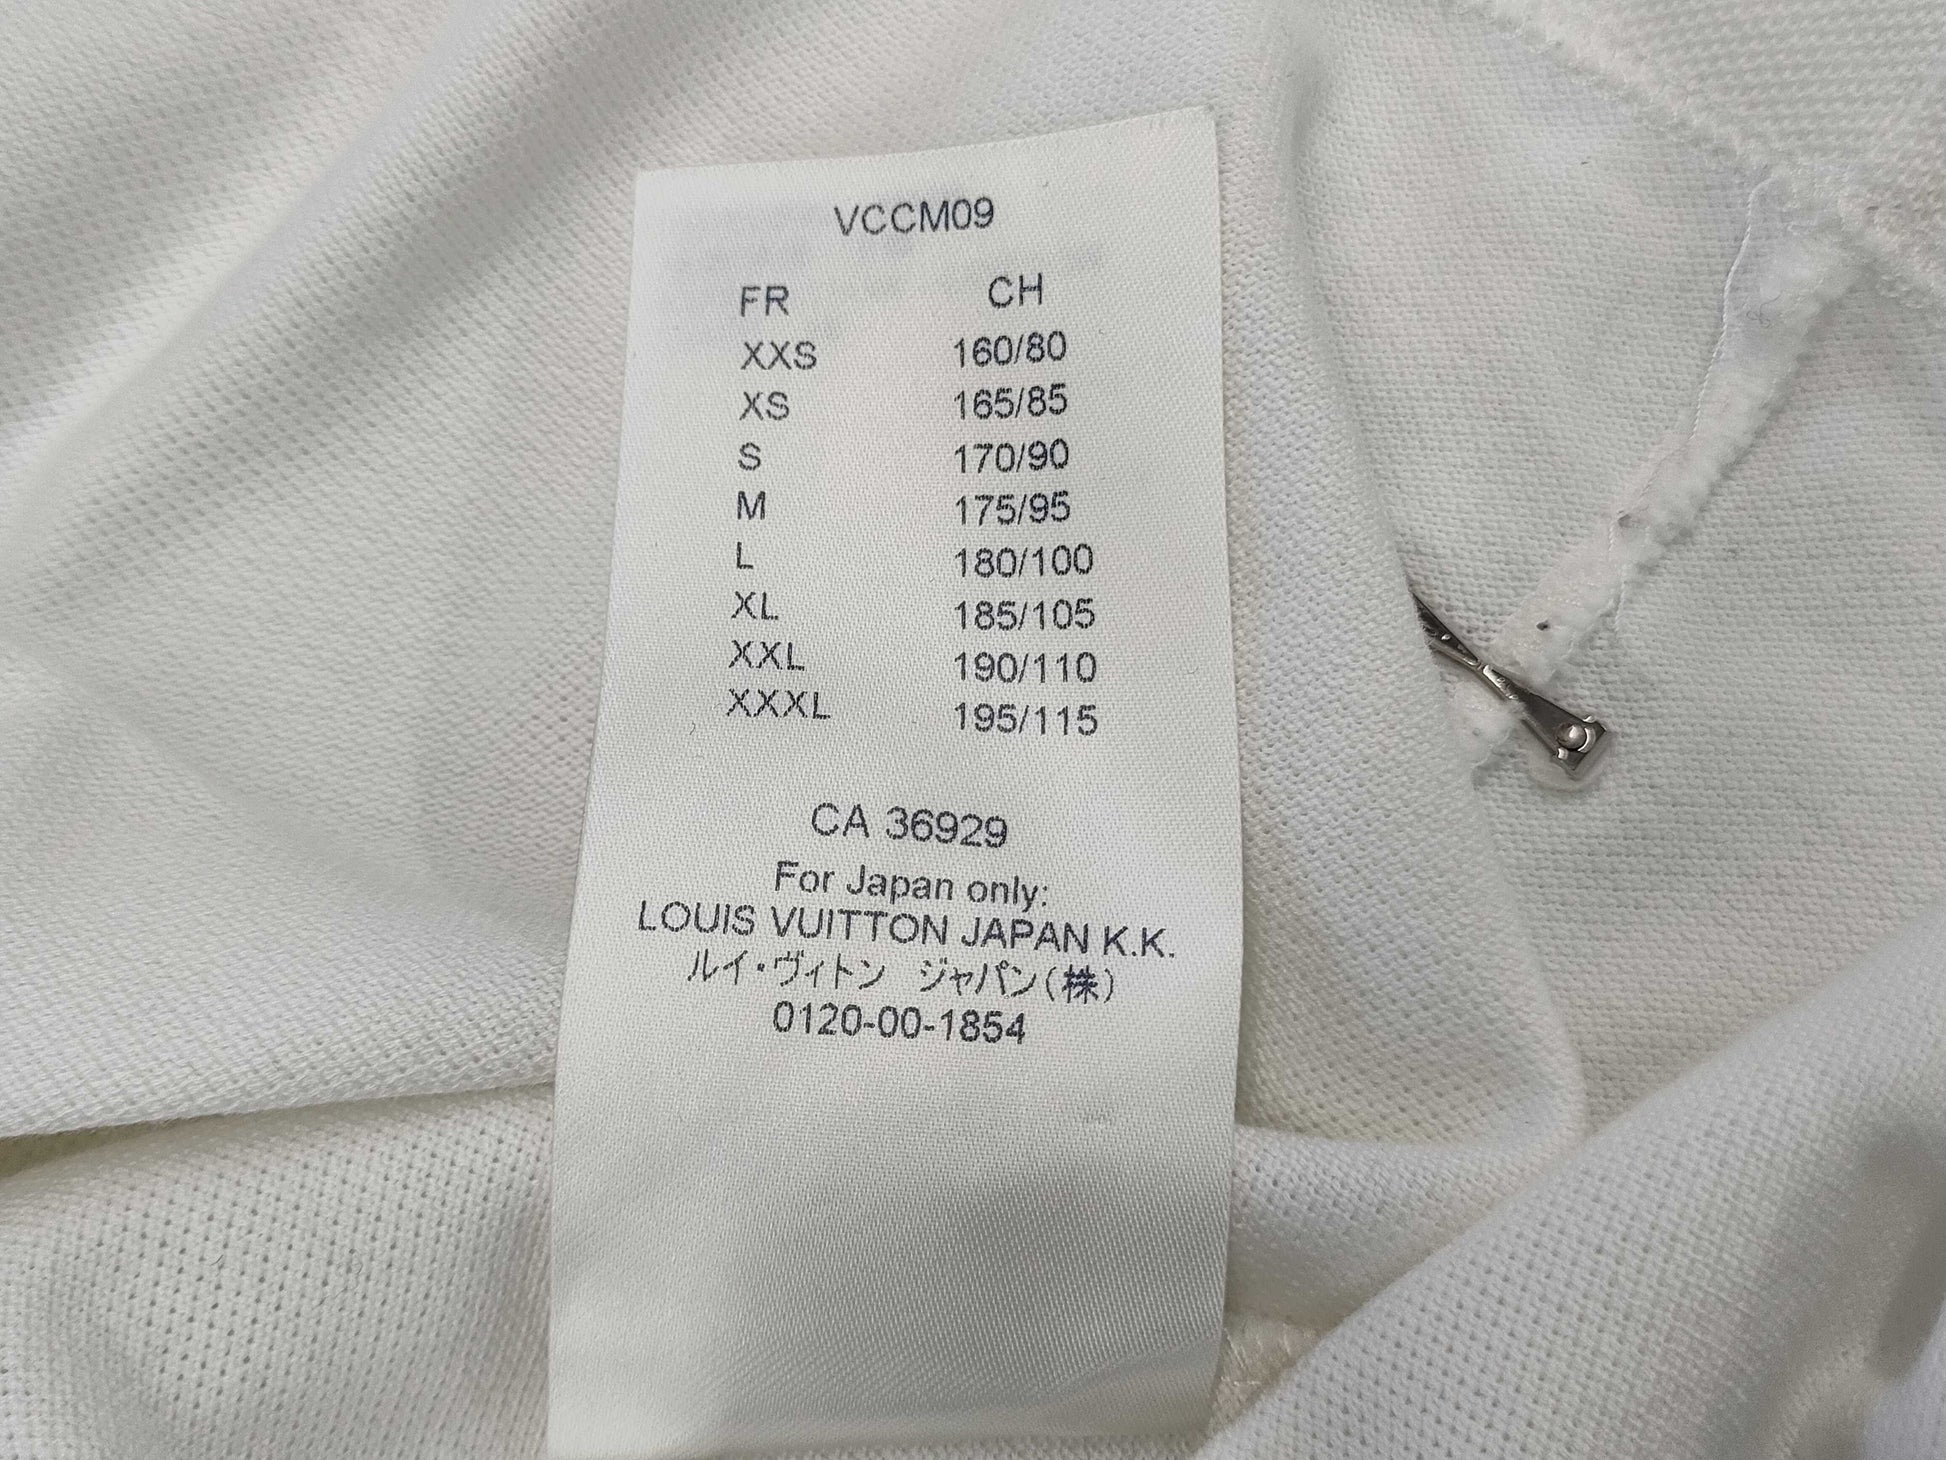 VCCM09
FR CH
XXS 160/80
XS 165/85
S 170/90
M 175/95
L 180/100
XL 185/105
XXL 190/110
XXXL 195/115
CA 36929
For Japan only:
LOUIS VUITTON JAPAN K.K.
ルイ・ヴィトン ジャパン(株)
0120-00-1854